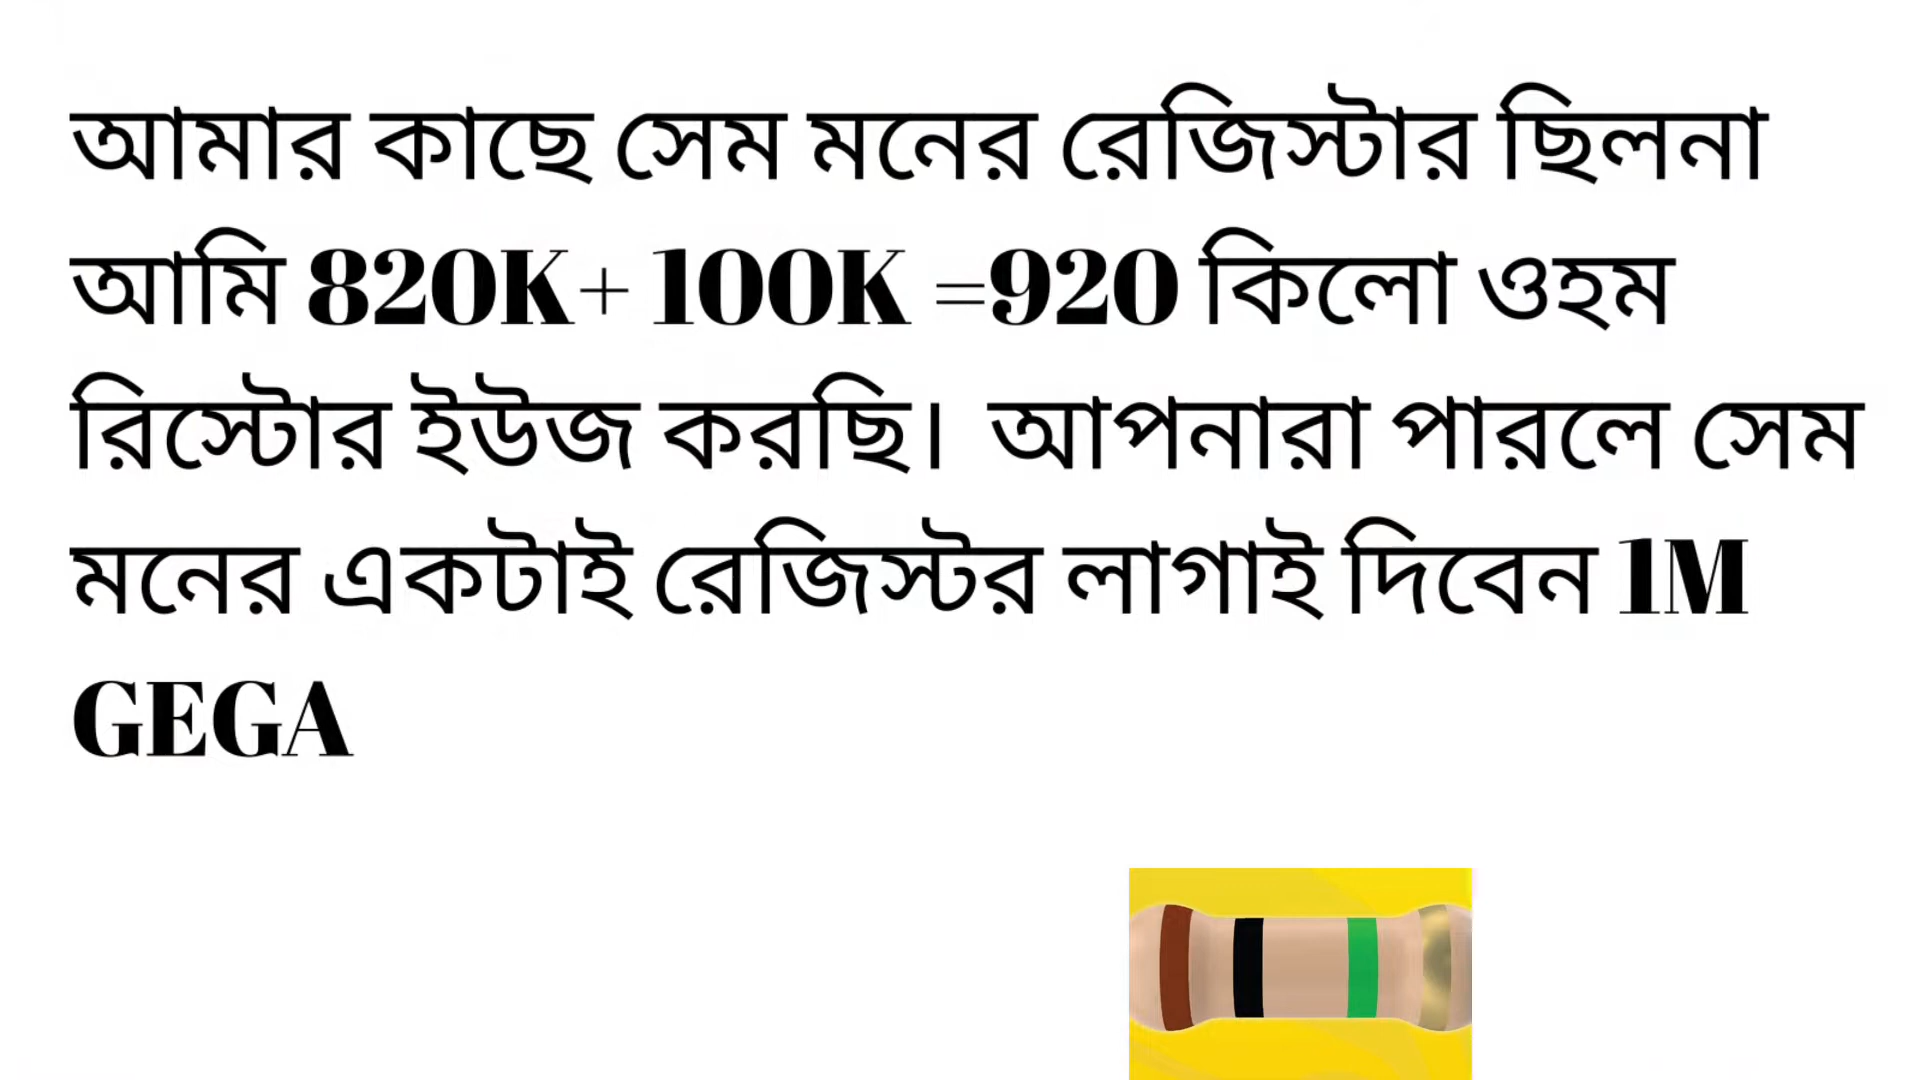 আমার কাছে সেম মনের রেজিস্টার ছিলনা
আমি 820K+ 100K =920 কিলো ওহম
রিস্টোর ইউজ করছি। আপনারা পারলে সেম
মনের একটাই রেজিস্টর লাগাই দিবেন 1M
GEGA